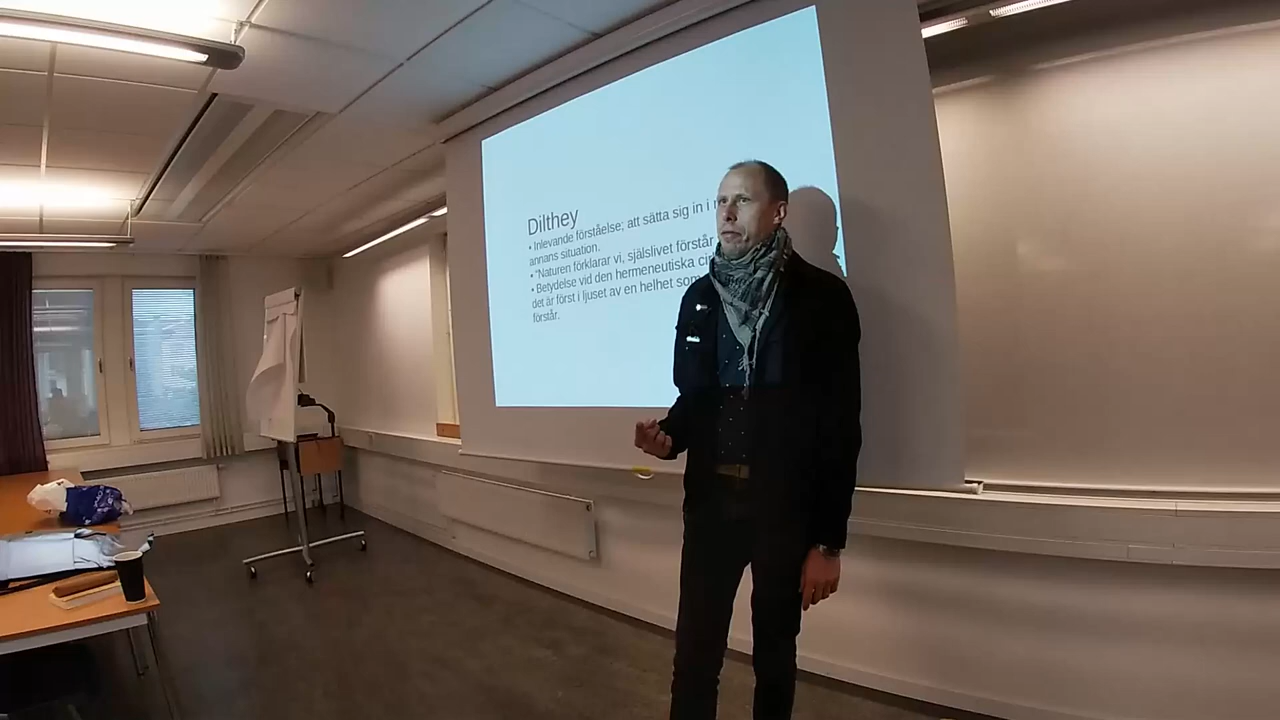 Dilthey
• Inlevande förståelse; att sätta sig in i
annans situation.
• "Naturen förklarar vi, själslivet förstår
• Betydelse vid den hermeneutiska
det är först i ljuset av en helhet som
förstår.